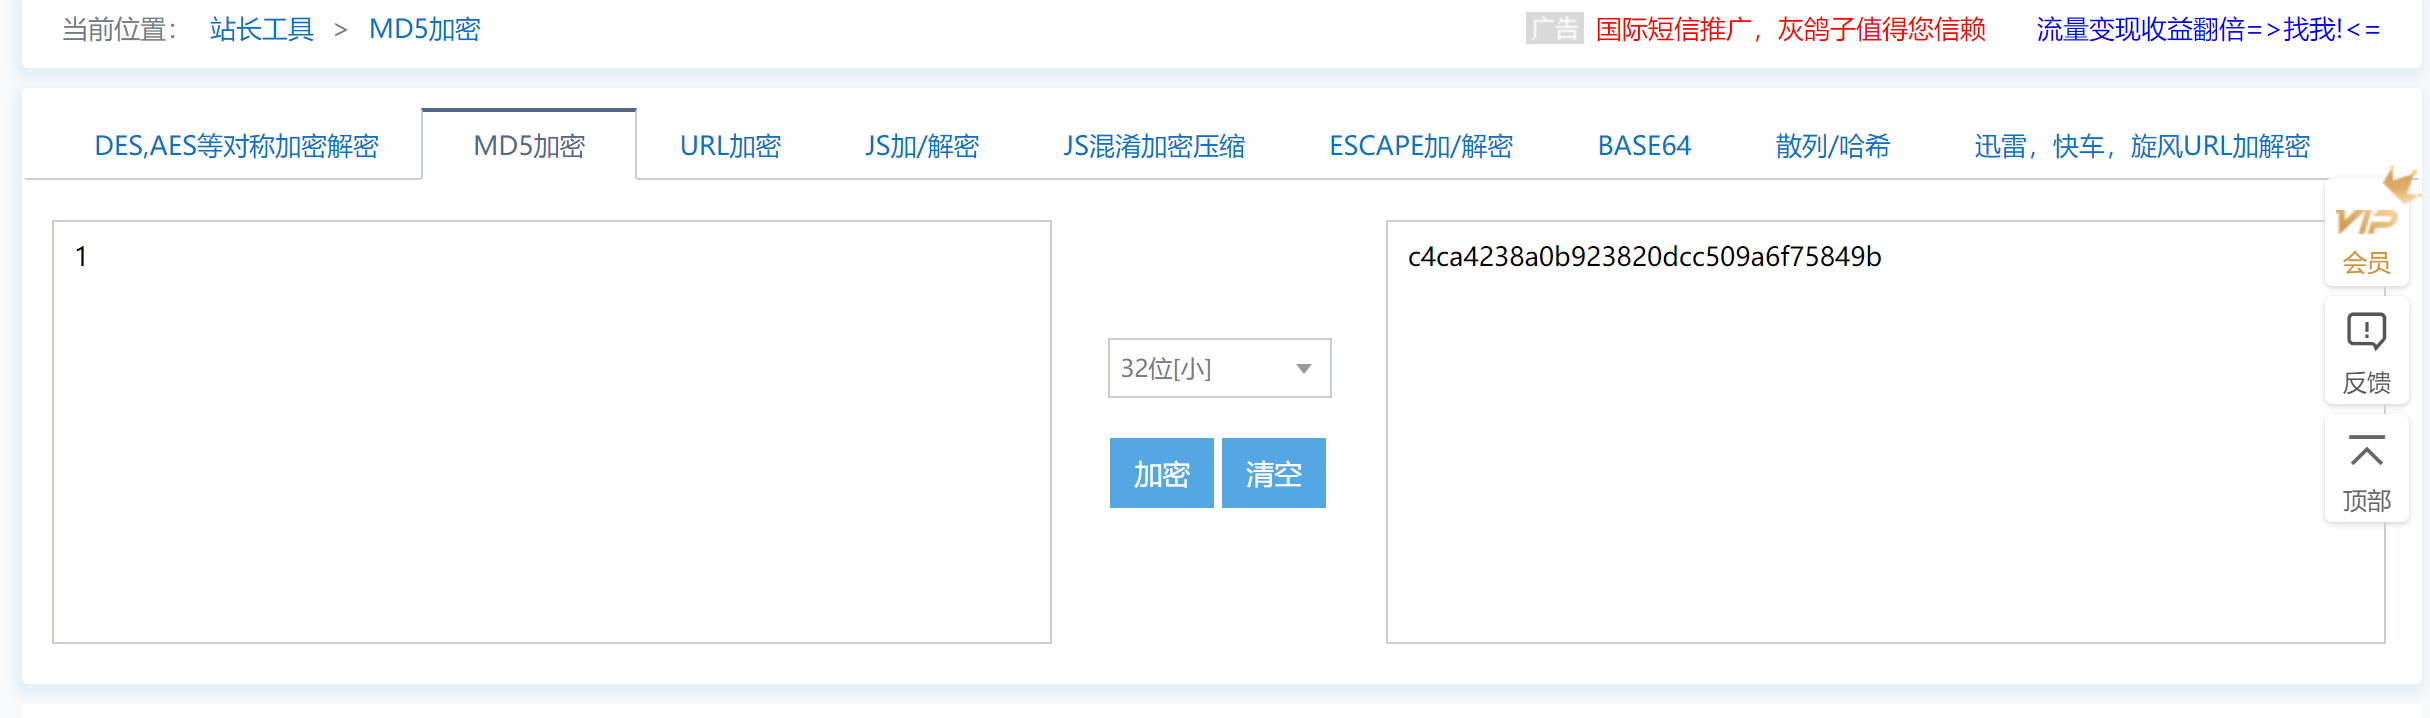 当前位置： 站长工具 > MD5加密
广告 国际短信推广，灰鸽子值得您信赖 流量变现收益翻倍=>找我!<=
DES,AES等对称加密解密 MD5加密 URL加密 JS加/解密 JS混淆加密压缩 ESCAPE加/解密 BASE64 散列/哈希 迅雷，快车，旋风URL加解密
1
32位[小]
加密 清空
c4ca4238a0b923820dcc509a6f75849b
VIP
会员
反馈
顶部